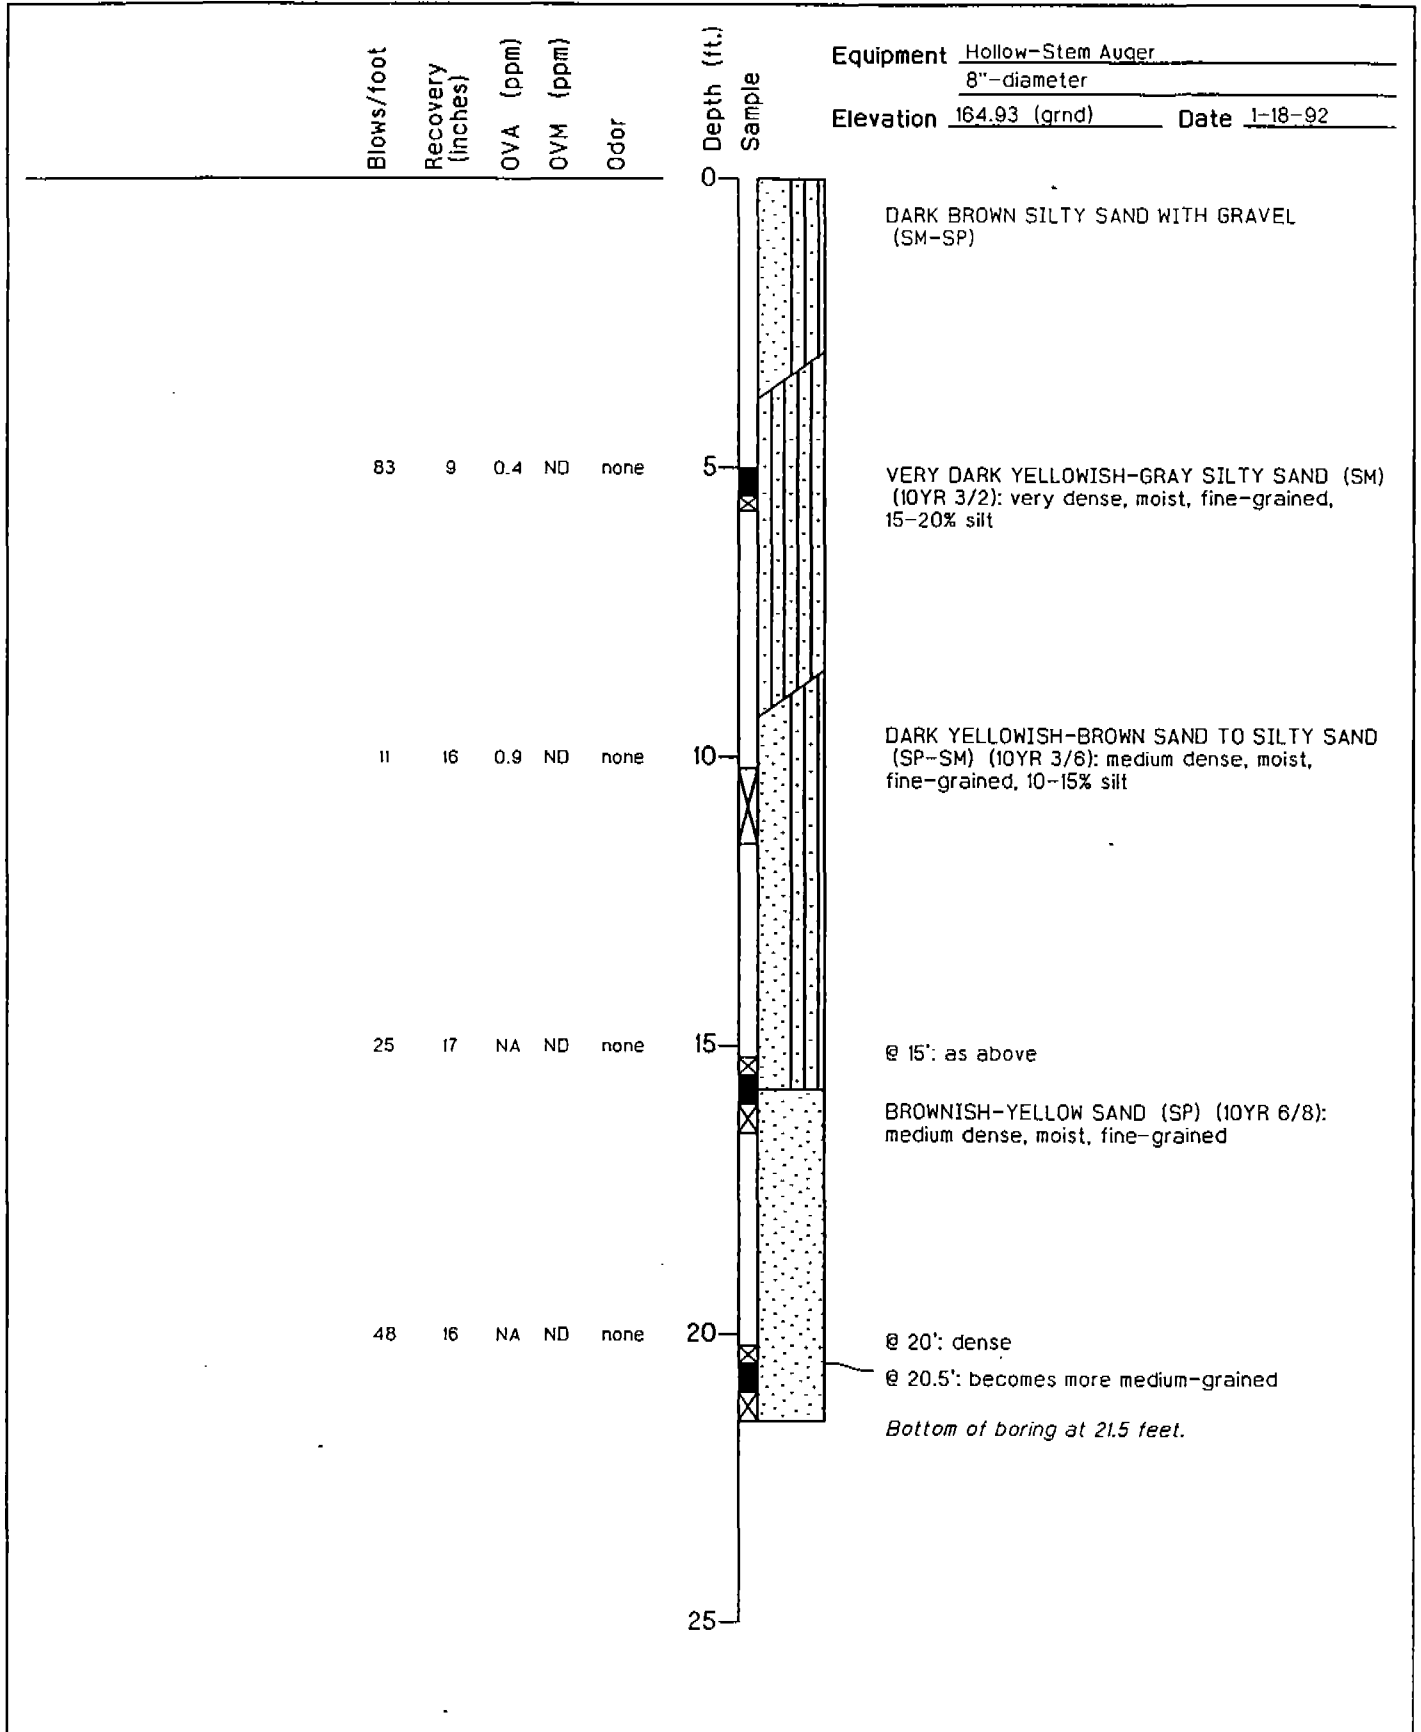 Blows/foot
Recovery
(inches)
OVA (ppm)
OVM (ppm)
Odor
Depth (ft.)
Sample
Equipment Hollow-Stem Auger
8"-diameter
Elevation 164.93 (grnd) Date 1-18-92
0
DARK BROWN SILTY SAND WITH GRAVEL
(SM-SP)
83 9 0.4 ND none 5
VERY DARK YELLOWISH-GRAY SILTY SAND (SM)
(10YR 3/2): very dense, moist, fine-grained,
15-20% silt
11 16 0.9 ND none 10
DARK YELLOWISH-BROWN SAND TO SILTY SAND
(SP-SM) (10YR 3/6): medium dense, moist,
fine-grained, 10-15% silt
25 17 NA ND none 15 @ 15': as above
BROWNISH-YELLOW SAND (SP) (10YR 6/8):
medium dense, moist, fine-grained
48 16 NA ND none 20 @ 20': dense
@ 20.5': becomes more medium-grained
Bottom of boring at 21.5 feet.
25